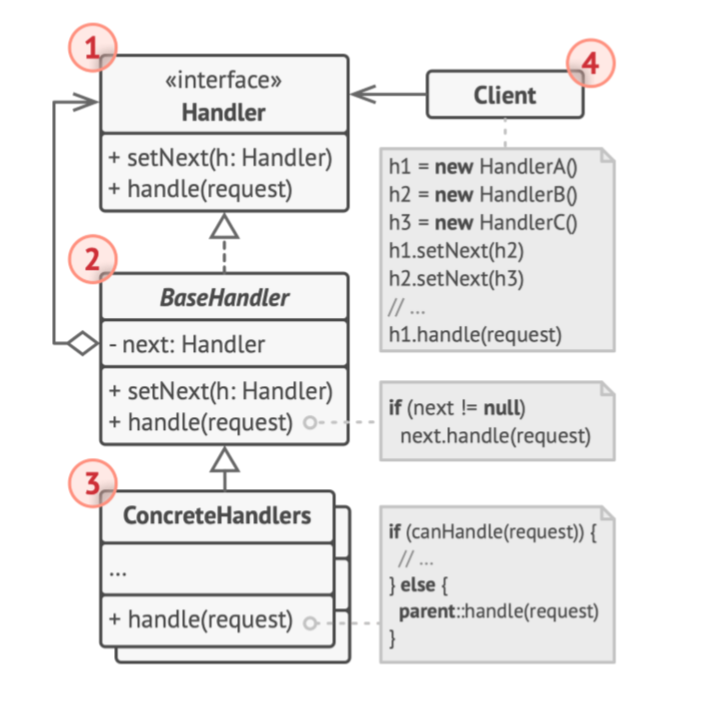 1
«interface»
Handler
+ setNext(h: Handler)
+ handle(request)
4
Client
h1 = new HandlerA()
h2 = new HandlerB()
h3 = new HandlerC()
h1.setNext(h2)
h2.setNext(h3)
// ...
h1.handle(request)
2
BaseHandler
- next: Handler
+ setNext(h: Handler)
+ handle(request)
if (next != null)
next.handle(request)
3
ConcreteHandlers
...
+ handle(request)
if (canHandle(request)) {
// ...
} else {
parent::handle(request)
}